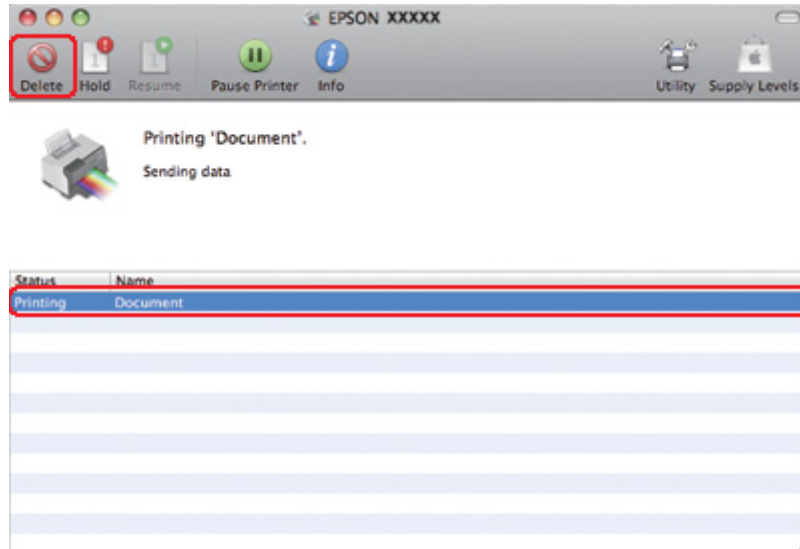 EPSON XXXXX
Delete Hold Resume Pause Printer Info Utility Supply Levels
Printing 'Document'.
Sending data
Status Name
Printing Document